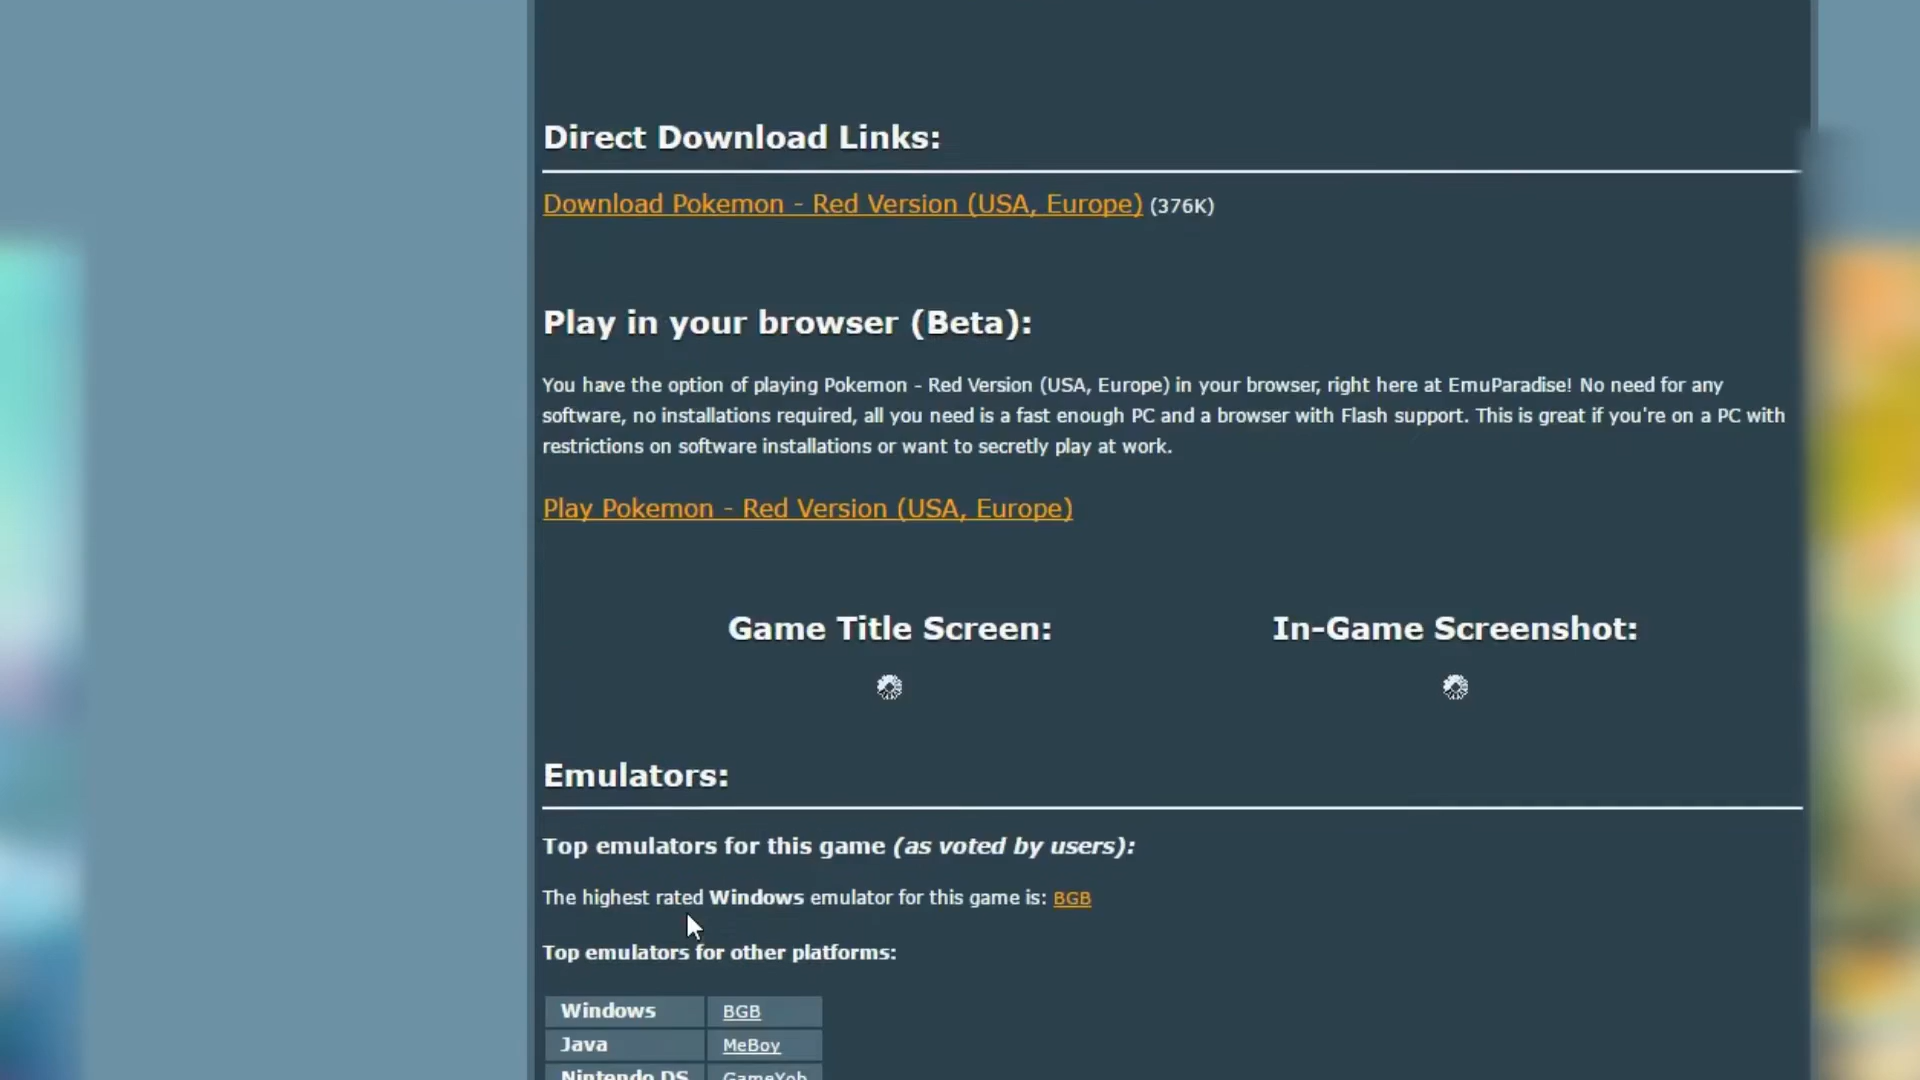 Direct Download Links:
Download Pokemon - Red Version (USA, Europe) (376K)
Play in your browser (Beta):
You have the option of playing Pokemon - Red Version (USA, Europe) in your browser, right here at EmuParadise! No need for any
software, no installations required, all you need is a fast enough PC and a browser with Flash support. This is great if you're on a PC with
restrictions on software installations or want to secretly play at work.
Play Pokemon - Red Version (USA, Europe)
Game Title Screen: In-Game Screenshot:
Emulators:
Top emulators for this game (as voted by users):
The highest rated Windows emulator for this game is: BGB
Top emulators for other platforms:
Windows BGB
Java MeBoy
Nintendo DS GameYob